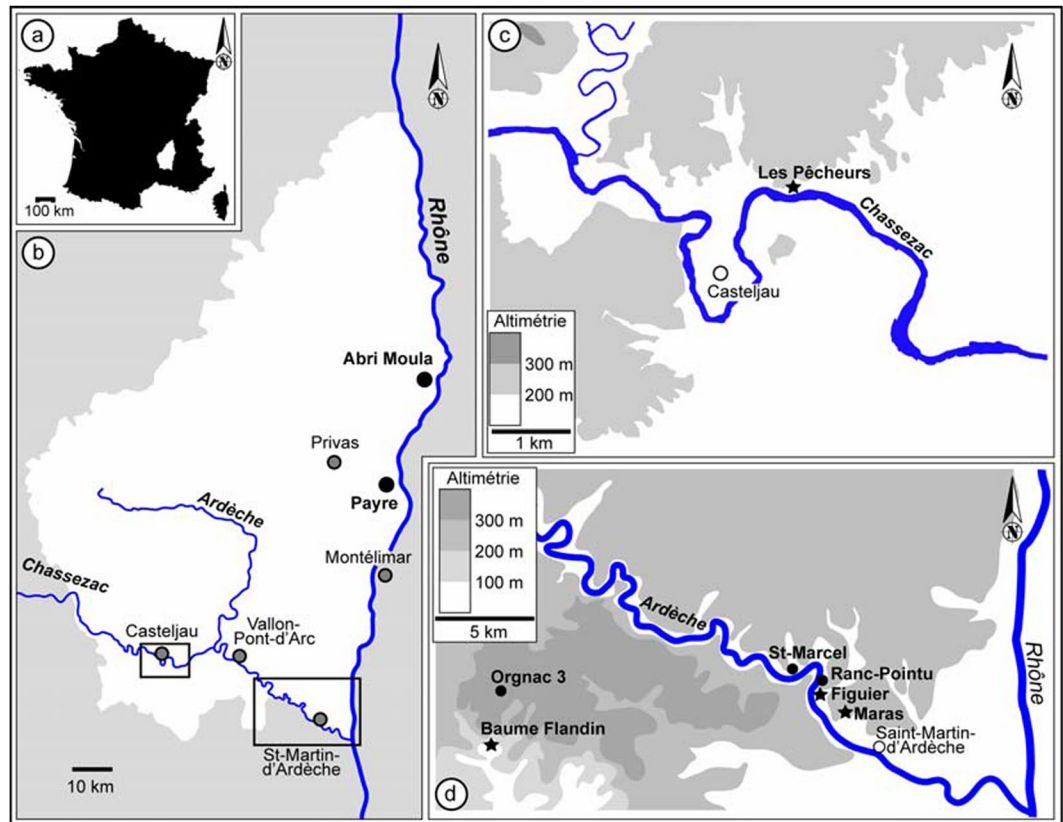 a
N
100 km
b
N
Rhône
Abri Moula
Privas
Payre
Ardèche
Montélimar
Chassezac
Casteljau
Vallon-
Pont-d'Arc
St-Martin-
d'Ardèche
10 km
c
N
Les Pêcheurs
Chassezac
Casteljau
Altimétrie
300 m
200 m
1 km
Altimétrie
300 m
200 m
100 m
5 km
N
Ardèche
St-Marcel
Ranc-Pointu
Orgnac 3
Figuier
Maras
Baume Flandin
Saint-Martin-
d'Ardèche
Rhône
d